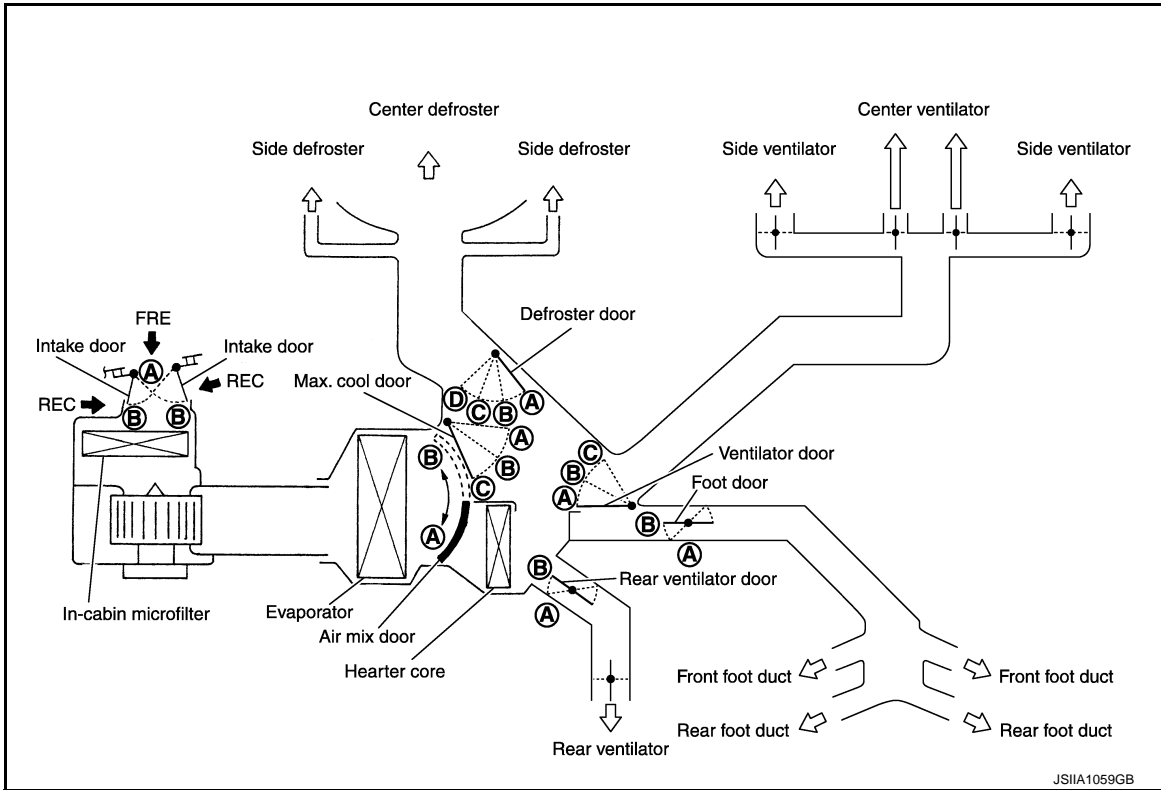 Center defroster
Center ventilator
Side defroster
Side defroster
Side ventilator
Side ventilator
Defroster door
FRE
Intake door
Intake door
Max. cool door
REC
REC
A
B
B
D
C
B
A
A
B
C
B
A
C
B
A
Ventilator door
Foot door
B
A
B
A
Rear ventilator door
In-cabin microfilter
Evaporator
Air mix door
Hearter core
Front foot duct
Front foot duct
Rear foot duct
Rear foot duct
Rear ventilator
JSIIA1059GB